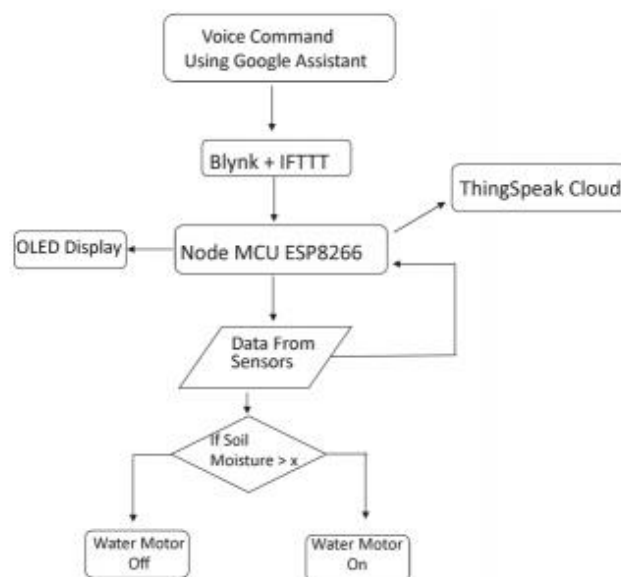 Voice Command
Using Google Assistant
Blynk + IFTTT
ThingSpeak Cloud
OLED Display
Node MCU ESP8266
Data From
Sensors
If Soil
Moisture > x
Water Motor
Off
Water Motor
On